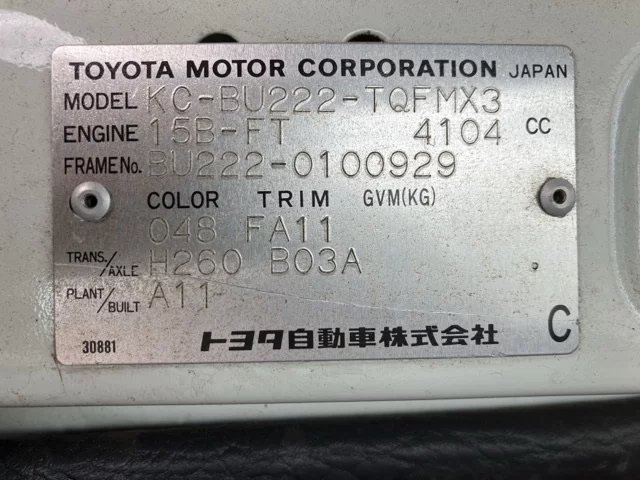 TOYOTA MOTOR CORPORATION JAPAN
MODEL KC-BU222-TQFMX3
ENGINE 15B-FT 4104 CC
FRAME No. BU222-0100929
COLOR TRIM GVM(KG)
048 FA11
TRANS./AXLE H260 B03A
PLANT/BUILT A11
30881 トヨタ自動車株式会社 C